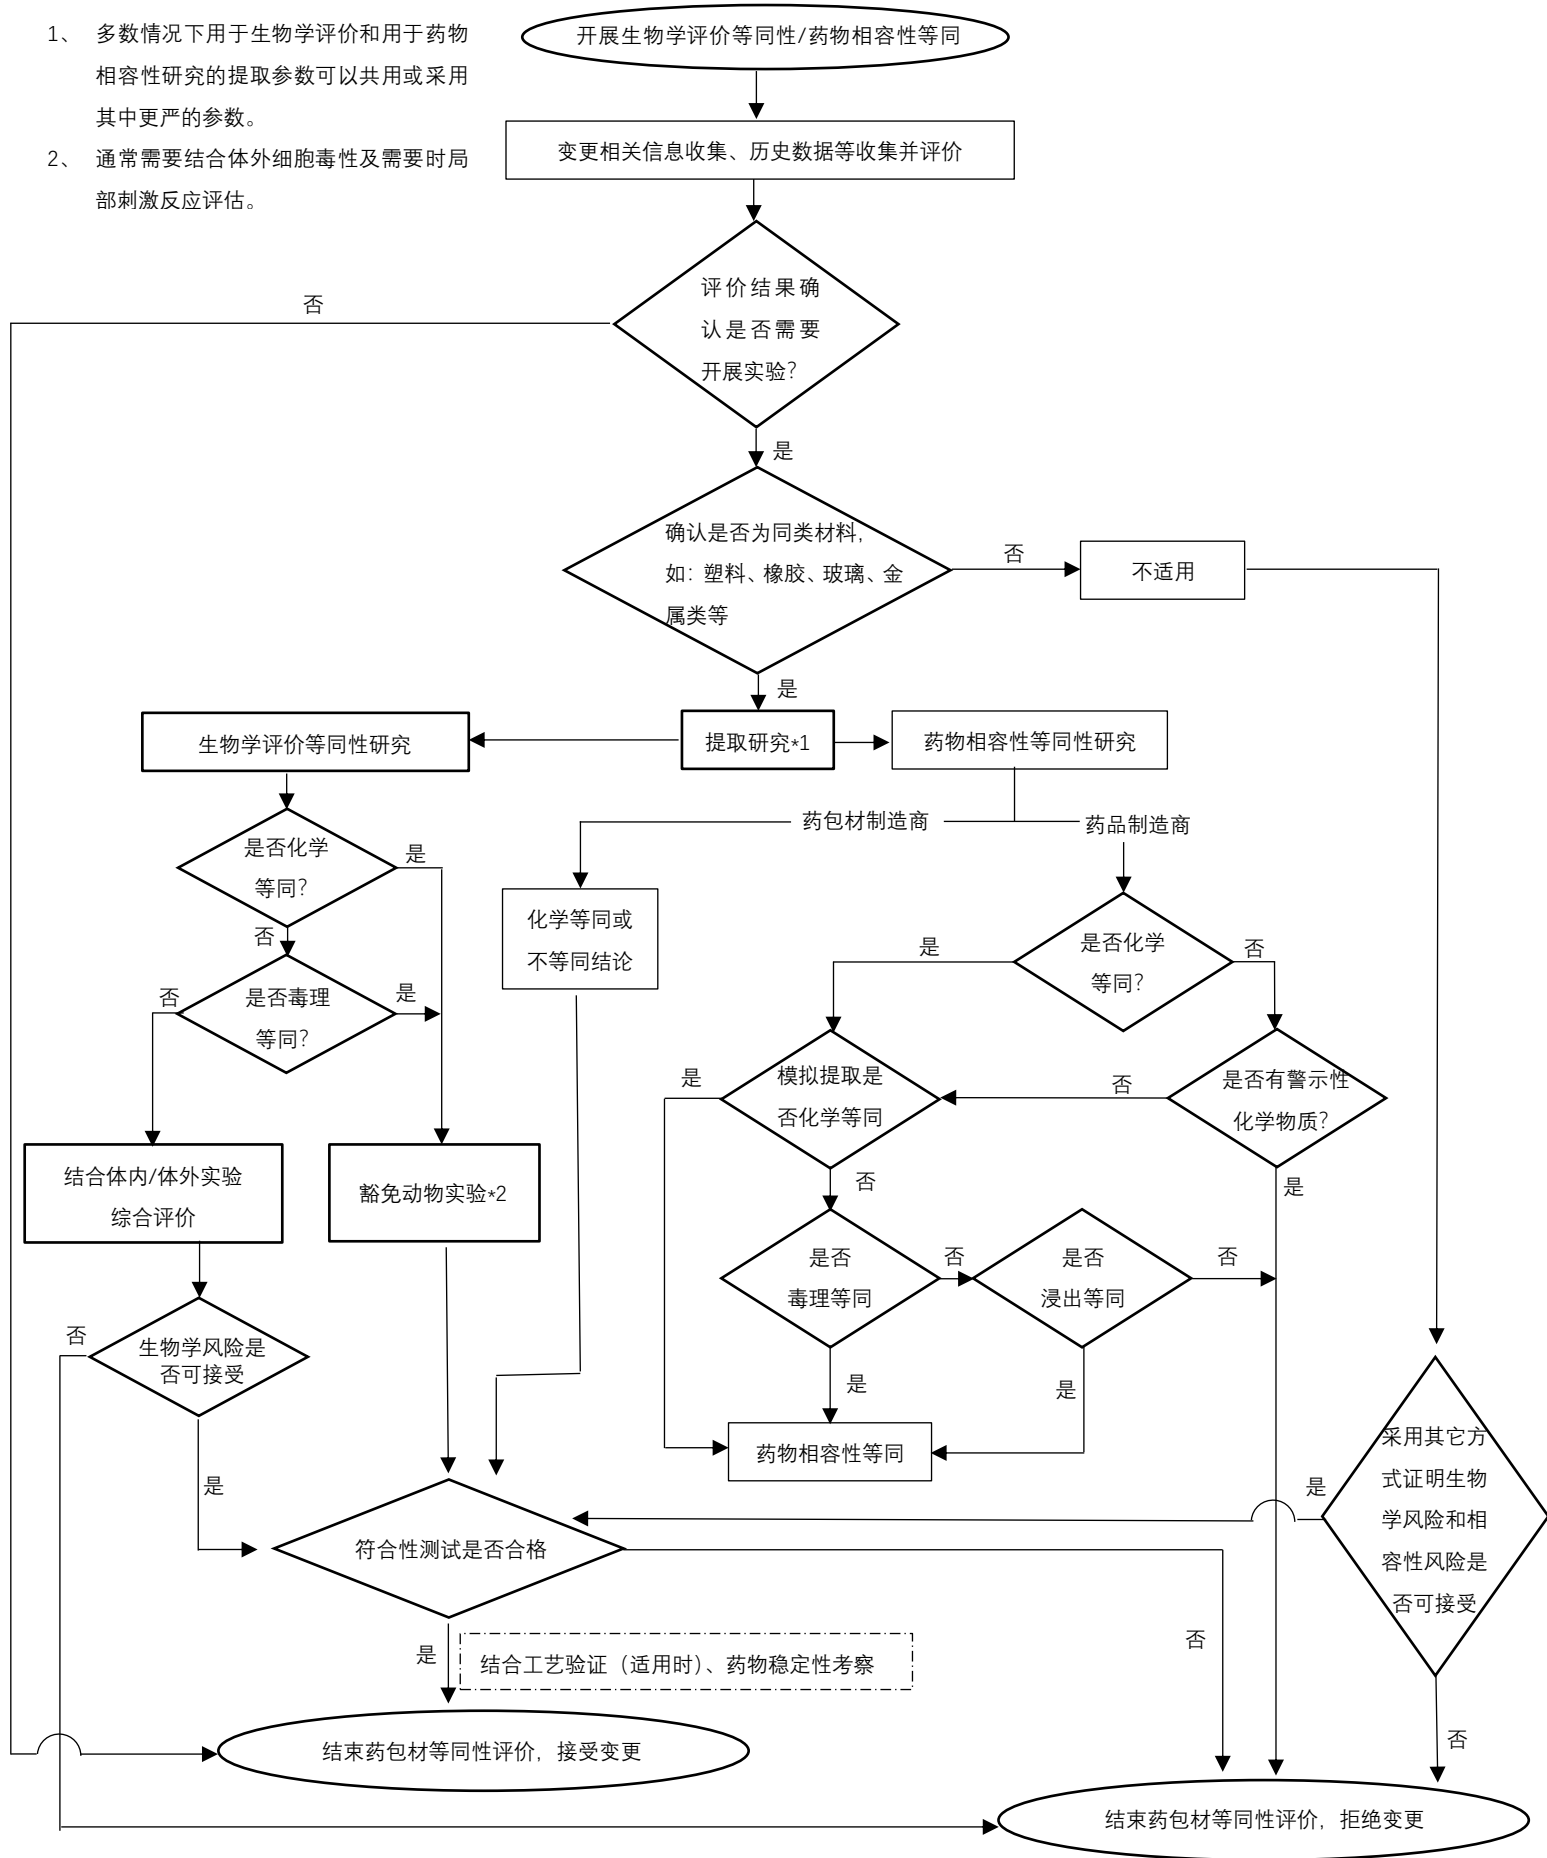 1、 多数情况下用于生物学评价和用于药物
相容性研究的提取参数可以共用或采用
其中更严的参数。
2、 通常需要结合体外细胞毒性及需要时局
部刺激反应评估。
开展生物学评价等同性/药物相容性等同
变更相关信息收集、历史数据等收集并评价
评价结果确
认是否需要
开展实验?
否
是
确认是否为同类材料,
如: 塑料、橡胶、玻璃、金
属类等
否
不适用
是
生物学评价等同性研究
提取研究*1
药物相容性等同性研究
药包材制造商
药品制造商
是否化学
等同?
是
否
化学等同或
不等同结论
是否化学
等同?
是
否
是否毒理
等同?
否
是
模拟提取是
否化学等同
是
否
是否有警示性
化学物质?
否
是
结合体内/体外实验
综合评价
豁免动物实验*2
是否
毒理等同
否
是否
浸出等同
否
生物学风险是
否可接受
否
是
是
是
药物相容性等同
采用其它方
式证明生物
学风险和相
容性风险是
否可接受
是
符合性测试是否合格
是
否
结合工艺验证（适用时）、药物稳定性考察
否
结束药包材等同性评价, 接受变更
结束药包材等同性评价, 拒绝变更